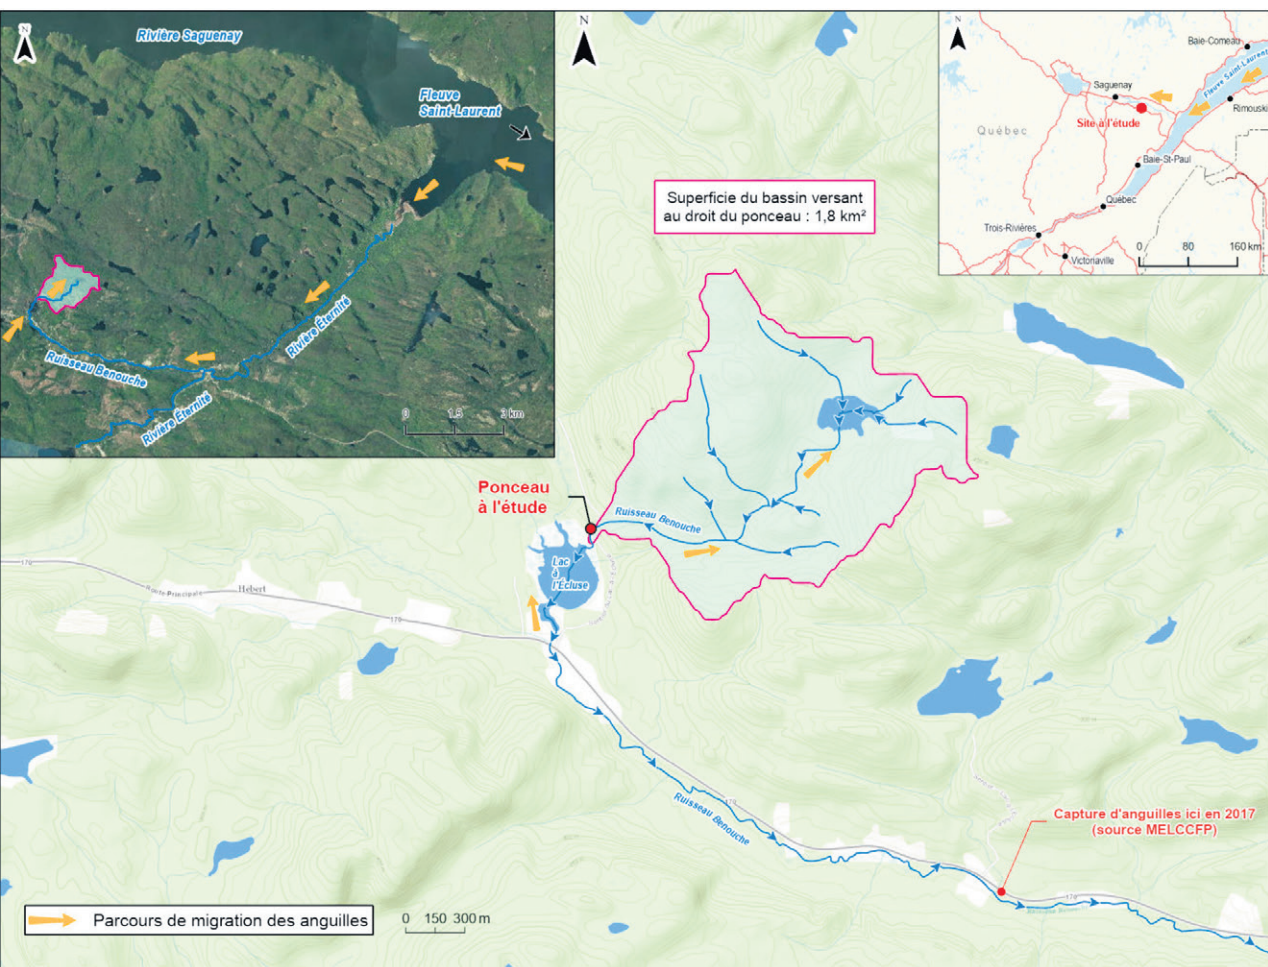 N
Rivière Saguenay
Fleuve
Saint-Laurent
Rivière Éternité
Ruisseau Benouche
Rivière Éternité
0 1,5 3 km
N
Superficie du bassin versant
au droit du ponceau : 1,8 km²
N
Baie-Comeau
Fleuve Saint-Laurent
Saguenay
Rimouski
Site à l'étude
Québec
Baie-St-Paul
Québec
Trois-Rivières
Victoriaville
0 80 160 km
Ponceau
à l'étude
Ruisseau Benouche
Lac
à
l'Écluse
170
Route Principale
Hébert
170
170
Ruisseau Benouche
Capture d'anguilles ici en 2017
(source MELCCFP)
170
Parcours de migration des anguilles
0 150 300 m